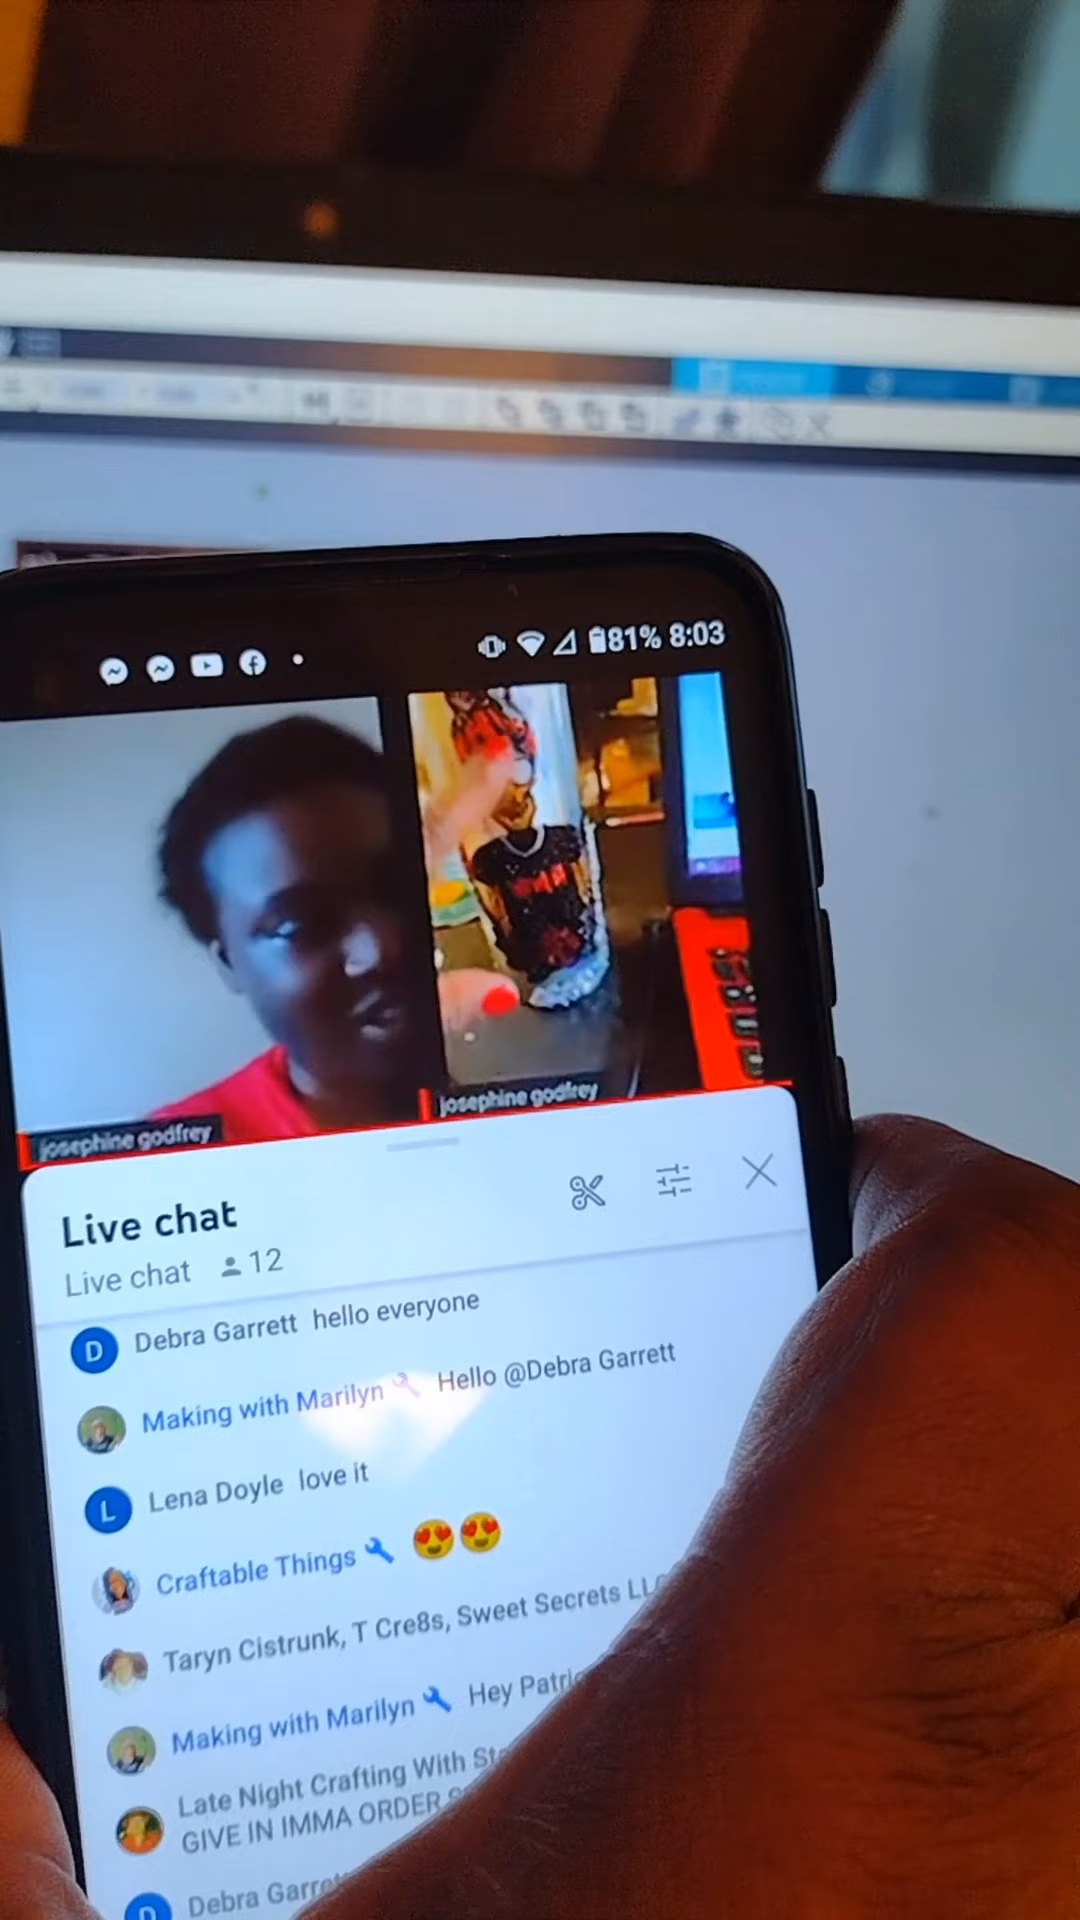 81% 8:03
josephine godfrey
josephine godfrey
Live chat
Live chat 12
D Debra Garrett hello everyone
Making with Marilyn Hello @Debra Garrett
L Lena Doyle love it
Craftable Things 😍😍
Taryn Cistrunk, T Cre8s, Sweet Secrets
Making with Marilyn Hey
Late Night Crafting With
GIVE IN IMMA ORDER
D Debra